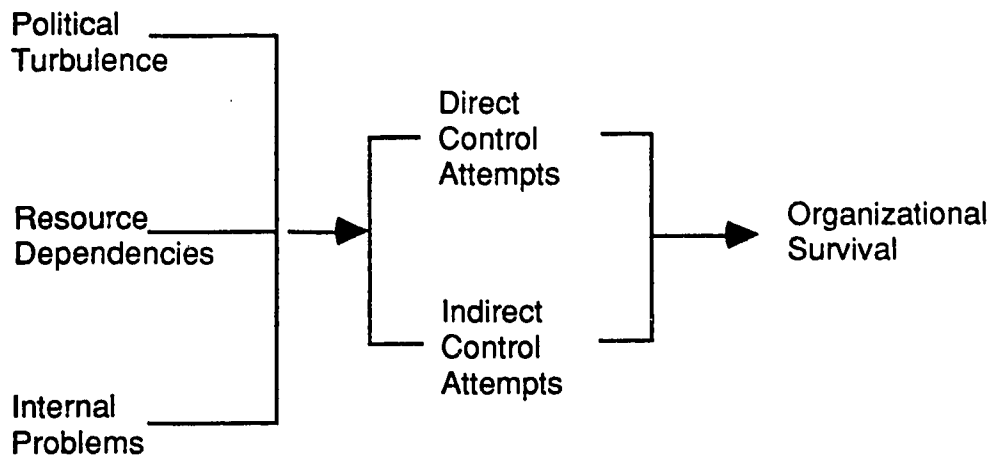 Political
Turbulence
Resource
Dependencies
Internal
Problems
Direct
Control
Attempts
Indirect
Control
Attempts
Organizational
Survival